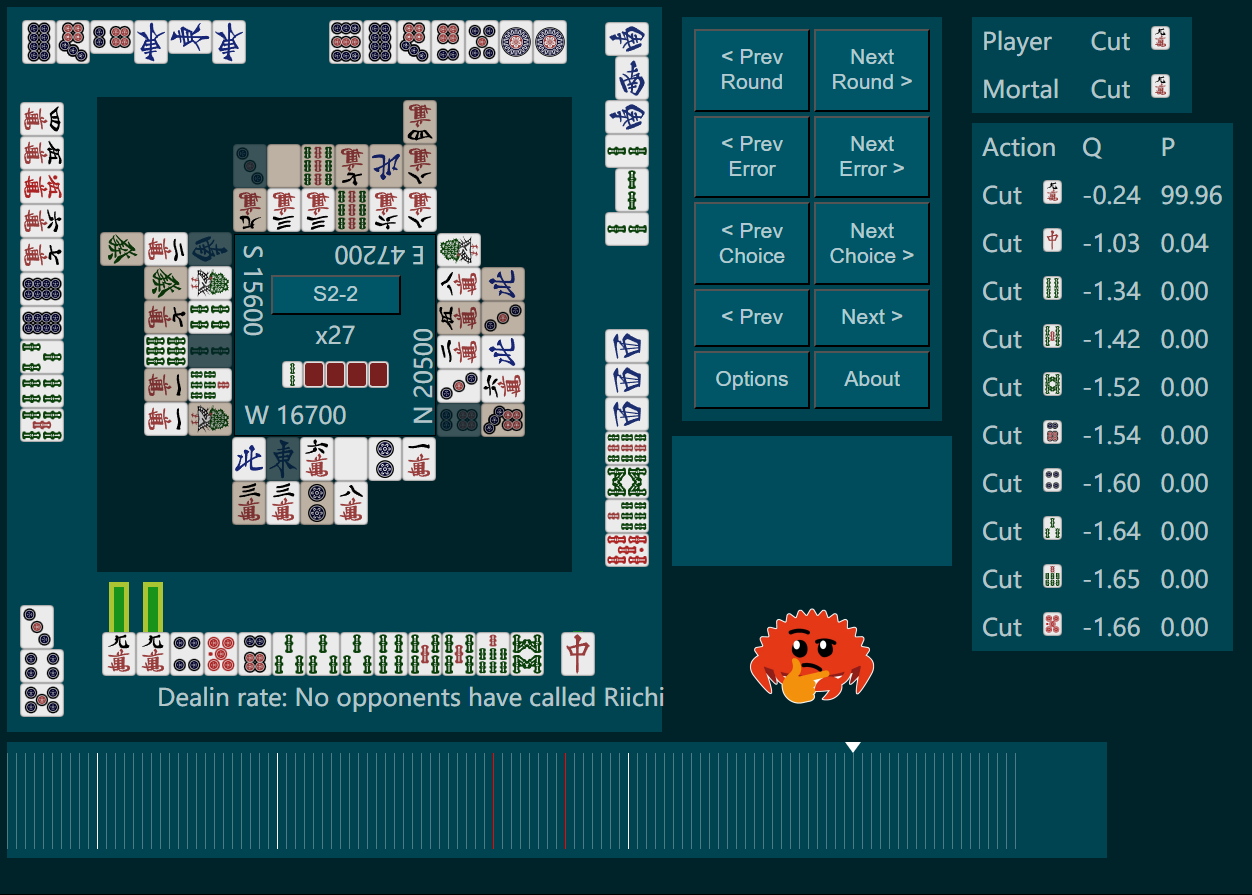 < Prev Round
Next Round >
< Prev Error
Next Error >
< Prev Choice
Next Choice >
< Prev
Next >
Options
About
Player Cut
Mortal Cut
Action Q P
Cut -0.24 99.96
Cut -1.03 0.04
Cut -1.34 0.00
Cut -1.42 0.00
Cut -1.52 0.00
Cut -1.54 0.00
Cut -1.60 0.00
Cut -1.64 0.00
Cut -1.65 0.00
Cut -1.66 0.00
E 47200
S 15600
S2-2
x27
N 20500
W 16700
Dealin rate: No opponents have called Riichi